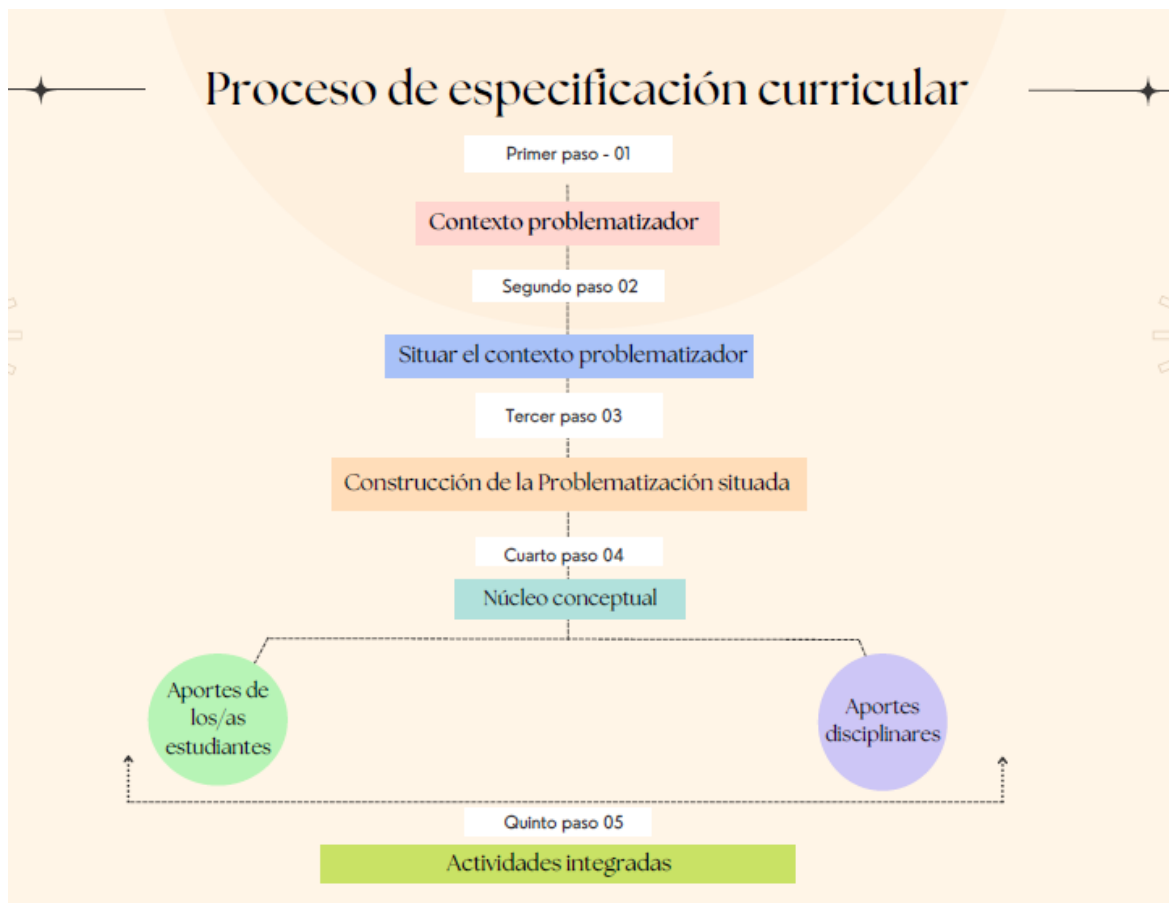 Proceso de especificación curricular
Primer paso - 01
Contexto problematizador
Segundo paso 02
Situar el contexto problematizador
Tercer paso 03
Construcción de la Problematización situada
Cuarto paso 04
Núcleo conceptual
Aportes de
los/as
estudiantes
Aportes
disciplinares
Quinto paso 05
Actividades integradas